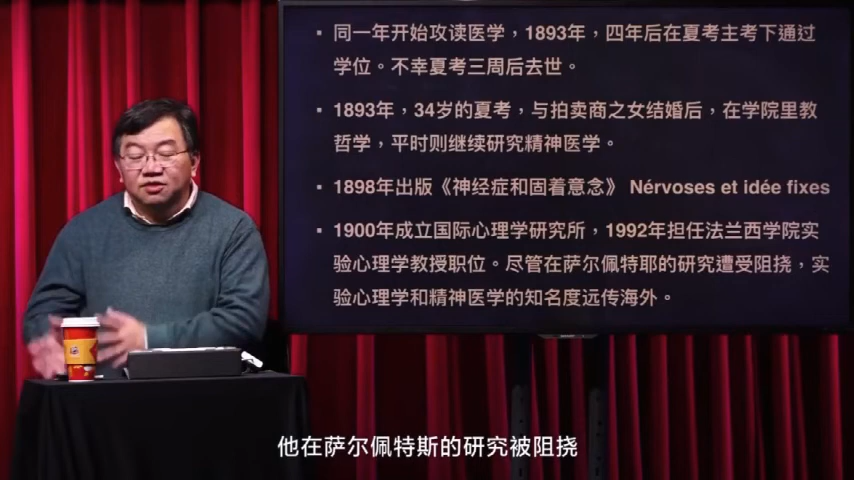 ▪ 同一年开始攻读医学，1893年，四年后在夏考主考下通过
学位。不幸夏考三周后去世。
▪ 1893年，34岁的夏考，与拍卖商之女结婚后，在学院里教
哲学，平时则继续研究精神医学。
▪ 1898年出版《神经症和固着意念》 Nérvoses et idée fixes
▪ 1900年成立国际心理学研究所，1992年担任法兰西学院实
验心理学教授职位。尽管在萨尔佩特耶的研究遭受阻挠，实
验心理学和精神医学的知名度远传海外。
他在萨尔佩特斯的研究被阻挠